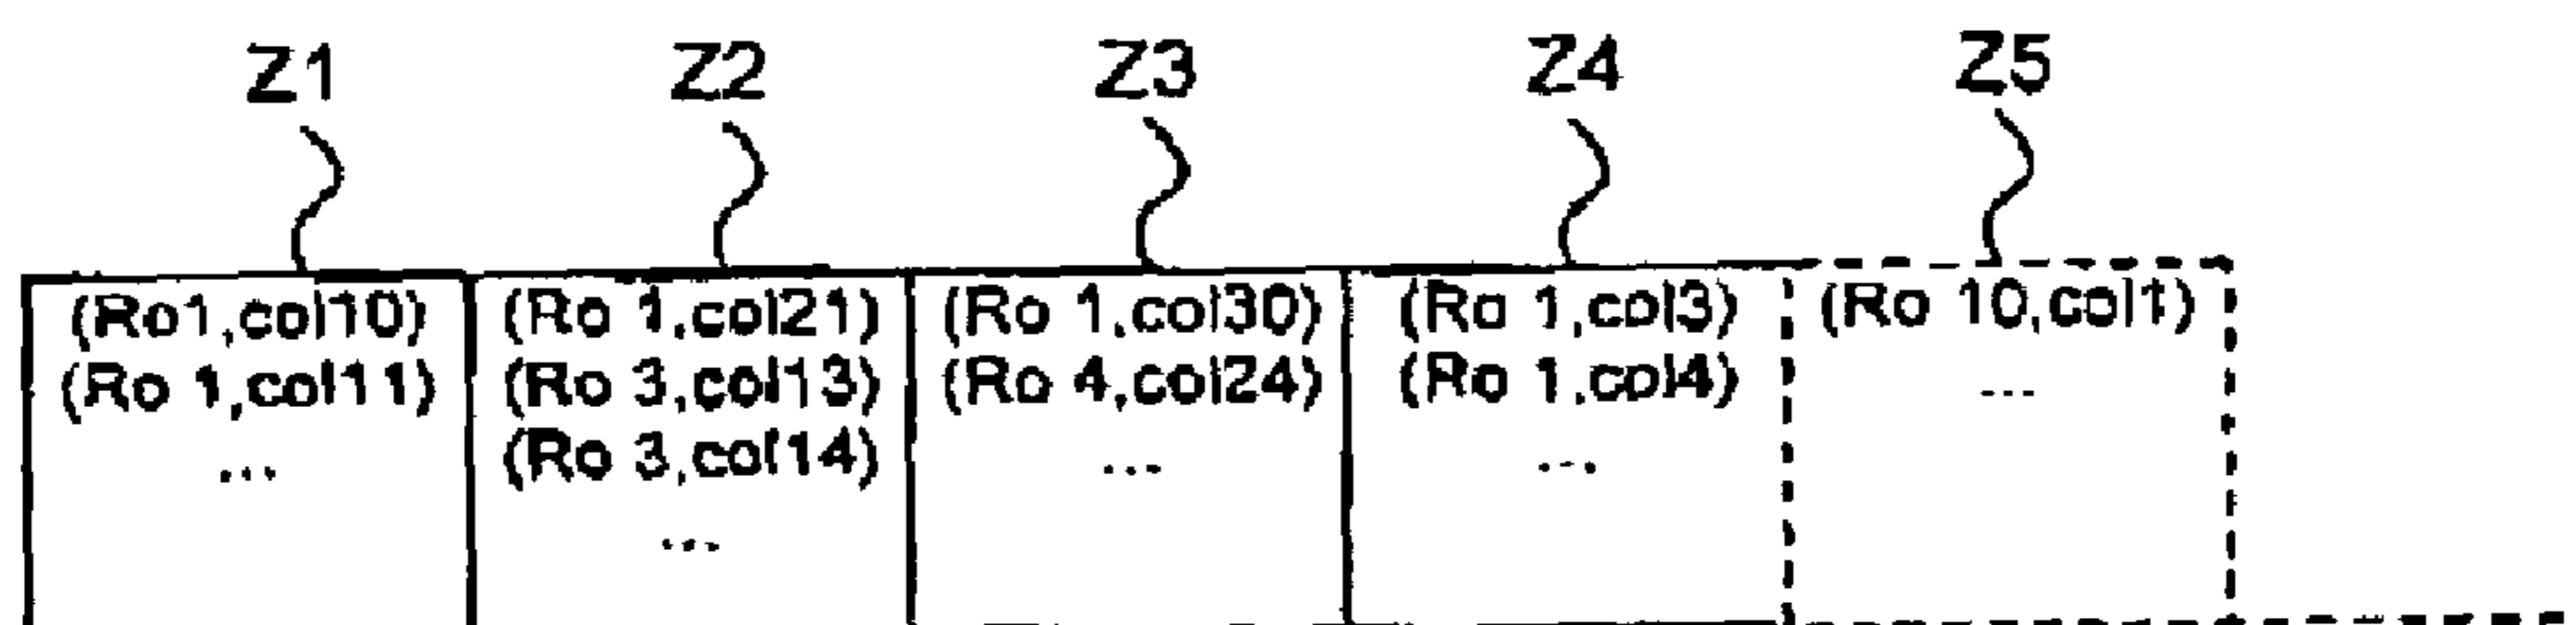 Z1 Z2 Z3 Z4 Z5
(Ro1,col10) (Ro 1,col21) (Ro 1,col30) (Ro 1,col3) (Ro 10,col1)
(Ro 1,col11) (Ro 3,col13) (Ro 4,col24) (Ro 1,col4) ...
... (Ro 3,col14) ... ...
...